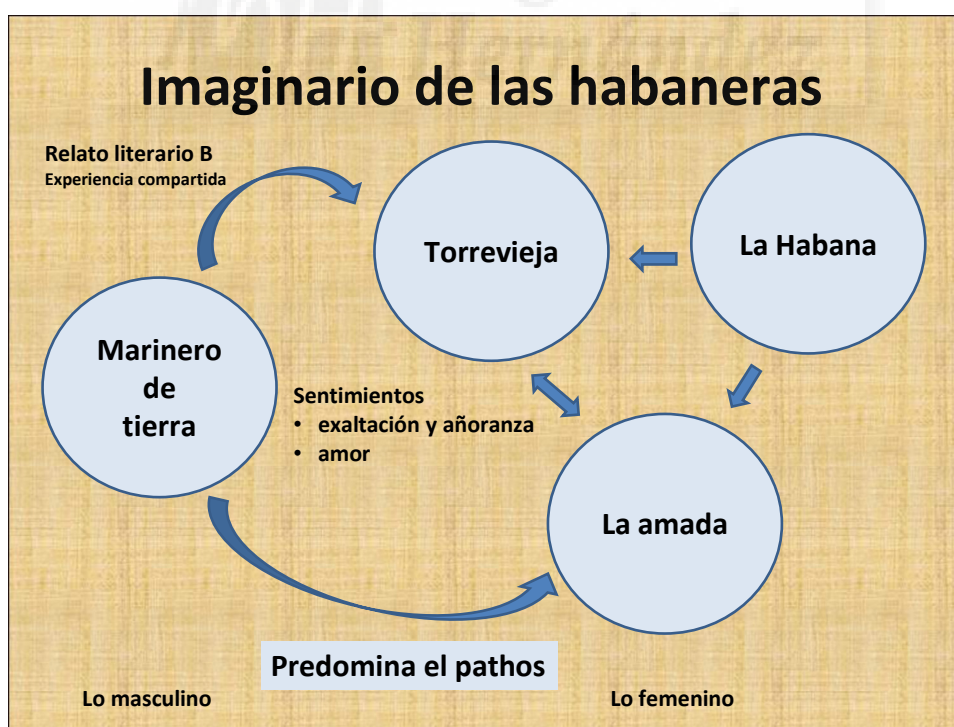 Hernández
Imaginario de las habaneras
Relato literario B
Experiencia compartida
Torrevieja
La Habana
Marinero
de
tierra
Sentimientos
• exaltación y añoranza
• amor
La amada
Predomina el pathos
Lo masculino
Lo femenino